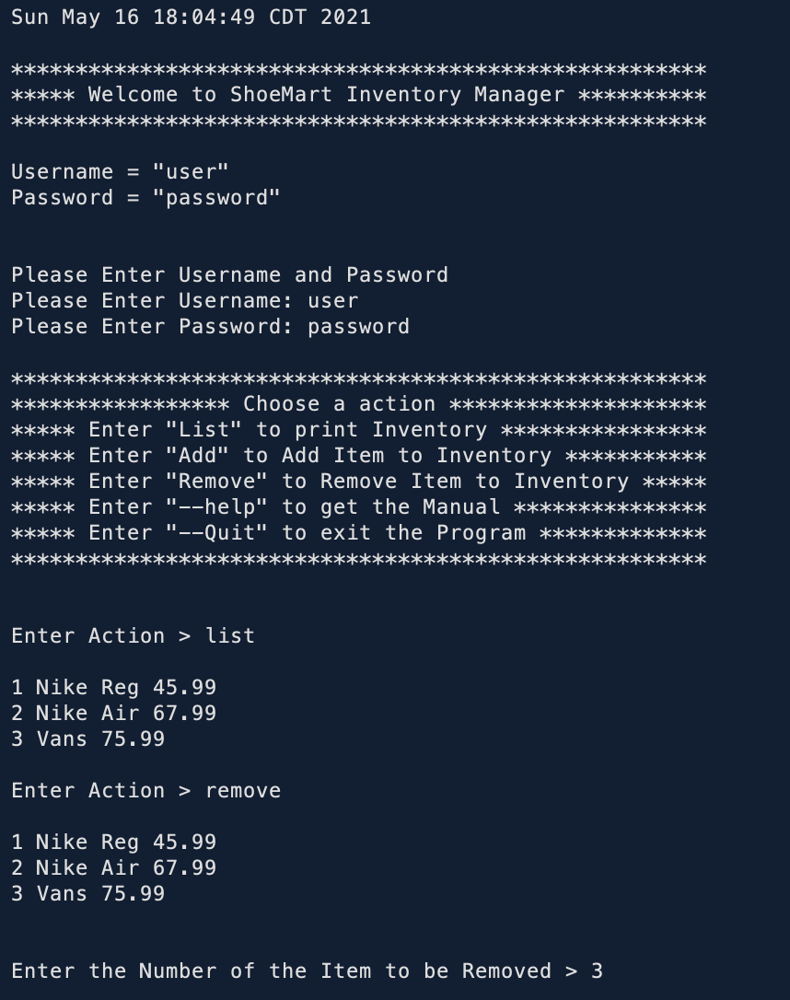 Sun May 16 18:04:49 CDT 2021
******************************************************
***** Welcome to ShoeMart Inventory Manager **********
******************************************************
Username = "user"
Password = "password"
Please Enter Username and Password
Please Enter Username: user
Please Enter Password: password
******************************************************
***************** Choose a action ********************
***** Enter "List" to print Inventory ****************
***** Enter "Add" to Add Item to Inventory ***********
***** Enter "Remove" to Remove Item to Inventory *****
***** Enter "--help" to get the Manual ***************
***** Enter "--Quit" to exit the Program *************
******************************************************
Enter Action > list
1 Nike Reg 45.99
2 Nike Air 67.99
3 Vans 75.99
Enter Action > remove
1 Nike Reg 45.99
2 Nike Air 67.99
3 Vans 75.99
Enter the Number of the Item to be Removed > 3